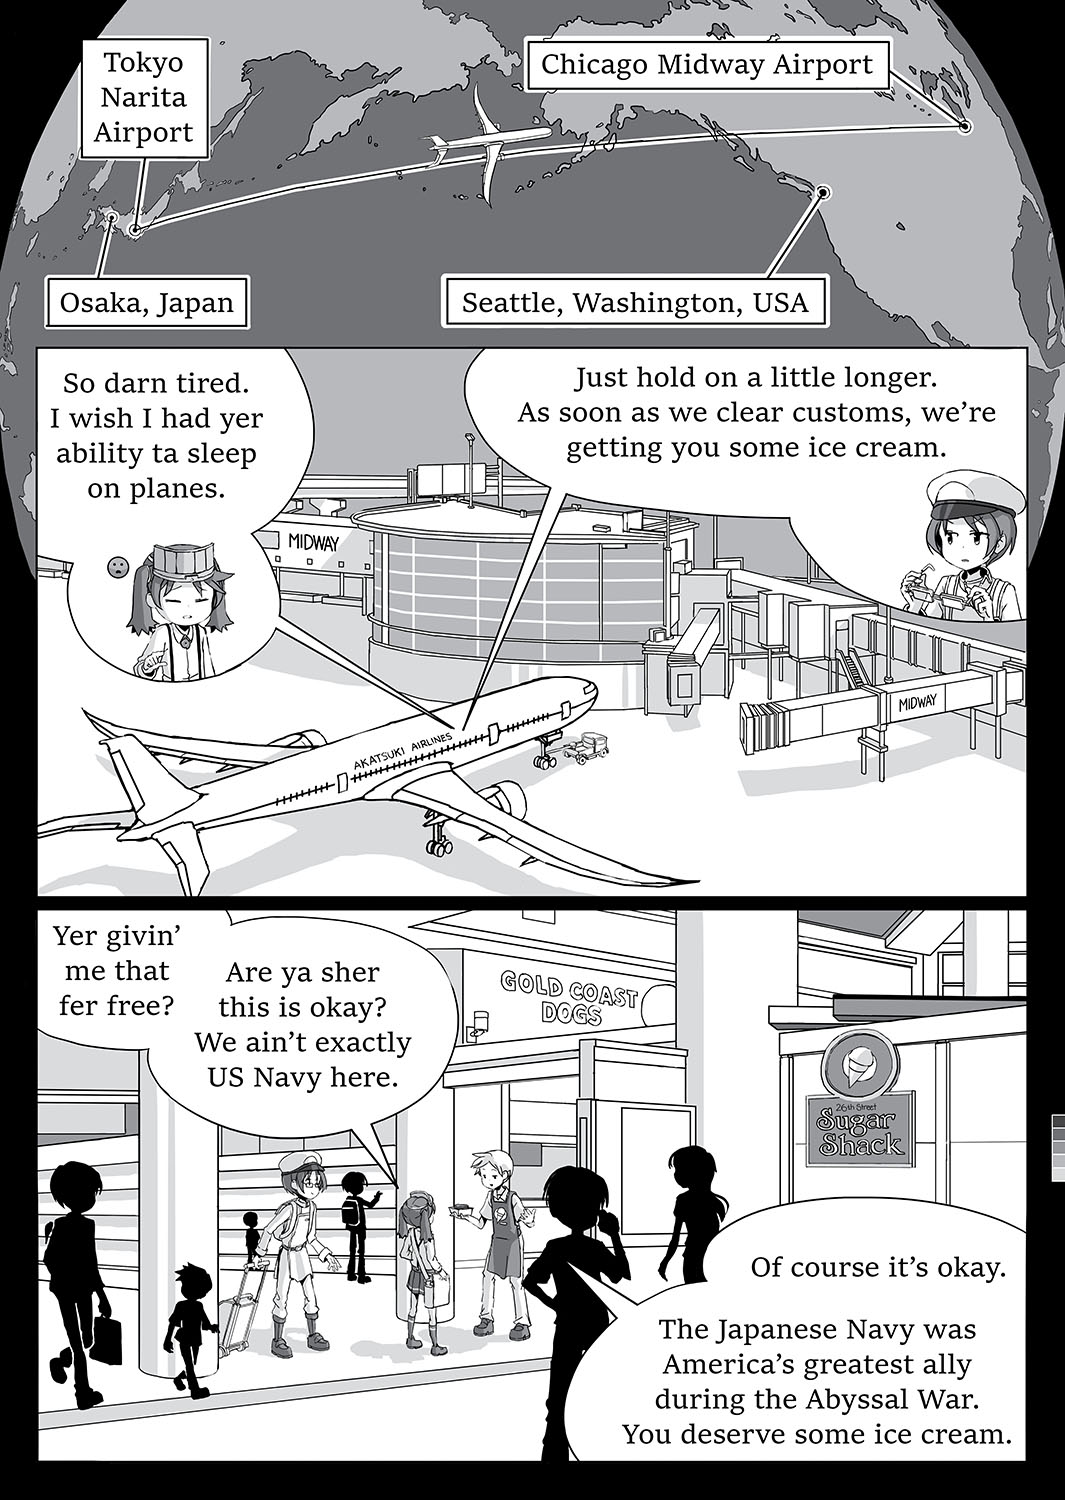 Tokyo
Narita
Airport
Chicago Midway Airport
Osaka, Japan
Seattle, Washington, USA
So darn tired.
I wish I had yer
ability ta sleep
on planes.
Just hold on a little longer.
As soon as we clear customs, we're
getting you some ice cream.
MIDWAY
MIDWAY
AKATSUKI AIRLINES
Yer givin'
me that
fer free?
Are ya sher
this is okay?
We ain't exactly
US Navy here.
GOLD COAST
DOGS
26th Street
Sugar
Shack
Of course it's okay.
The Japanese Navy was
America's greatest ally
during the Abyssal War.
You deserve some ice cream.